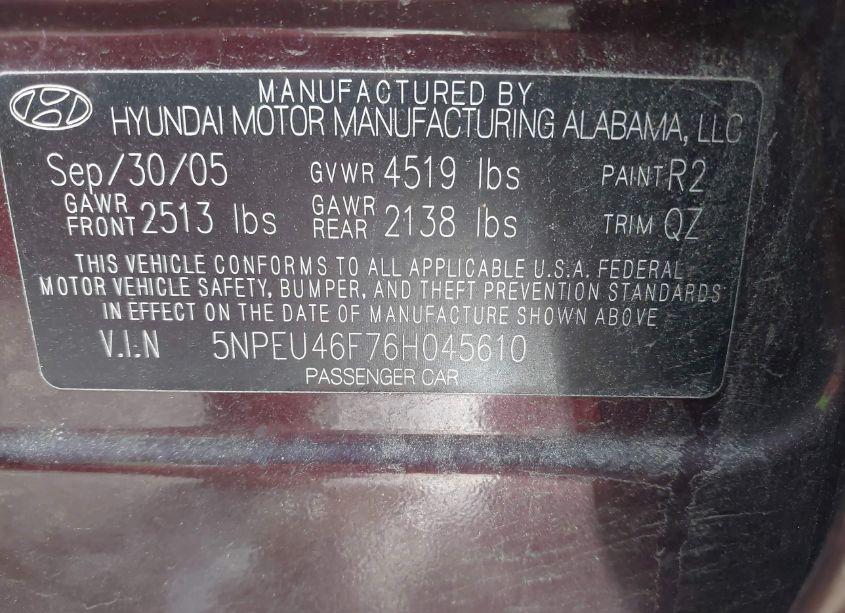 MANUFACTURED BY
HYUNDAI MOTOR MANUFACTURING ALABAMA, LLC
Sep/30/05 GVWR 4519 lbs PAINT R2
GAWR FRONT 2513 lbs GAWR REAR 2138 lbs TRIM QZ
THIS VEHICLE CONFORMS TO ALL APPLICABLE U.S.A. FEDERAL
MOTOR VEHICLE SAFETY, BUMPER, AND THEFT PREVENTION STANDARDS
IN EFFECT ON THE DATE OF MANUFACTURE SHOWN ABOVE
V.I.N 5NPEU46F76H045610
PASSENGER CAR